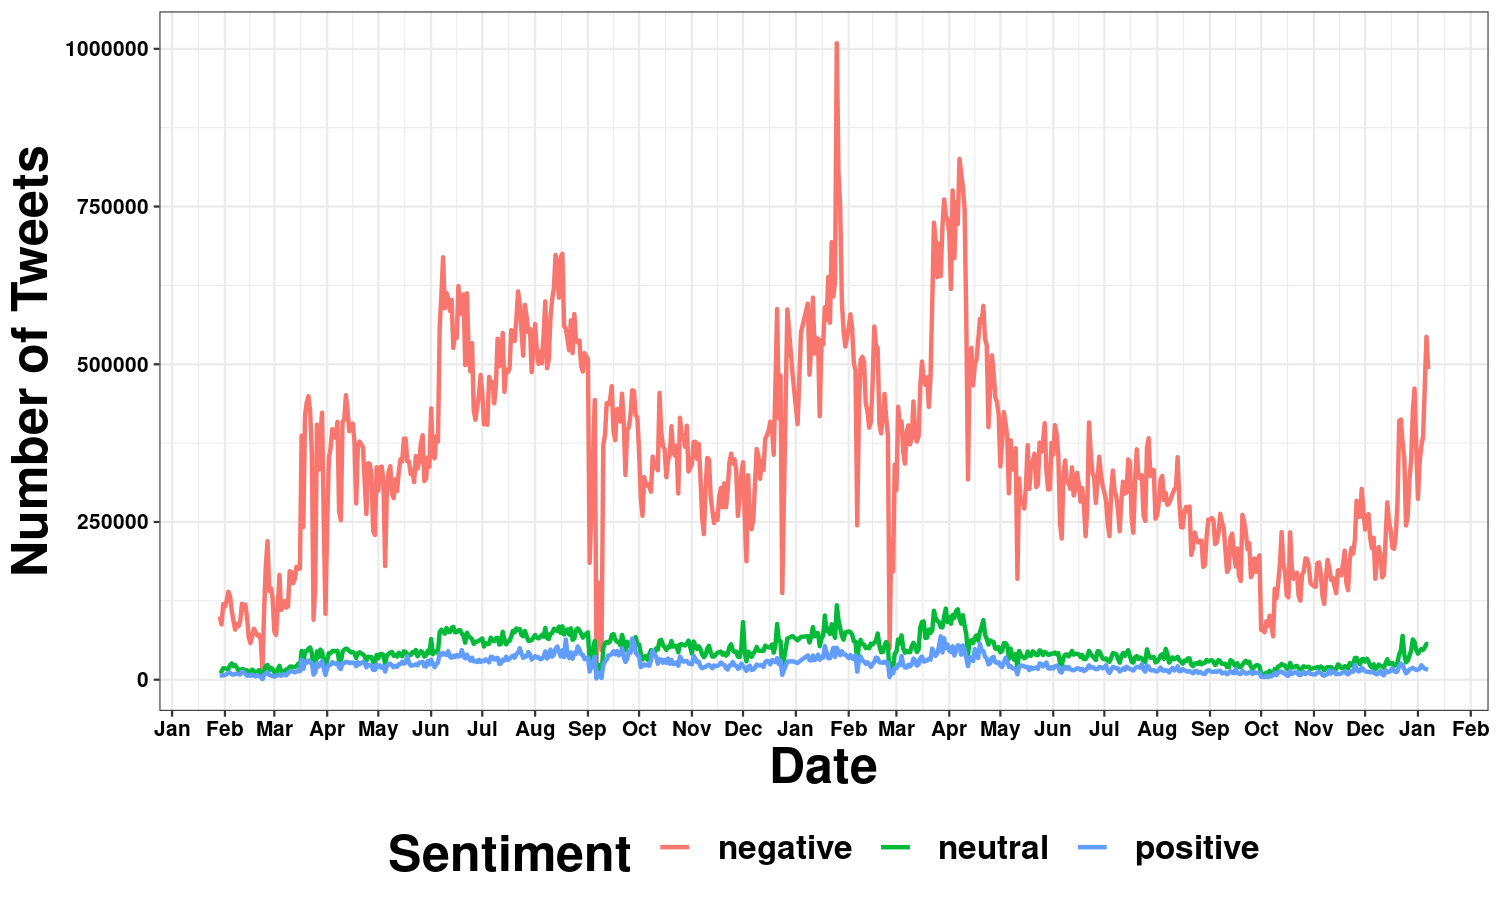 Number of Tweets
1000000
750000
500000
250000
0
Jan Feb Mar Apr May Jun Jul Aug Sep Oct Nov Dec Jan Feb Mar Apr May Jun Jul Aug Sep Oct Nov Dec Jan Feb
Date
Sentiment negative neutral positive